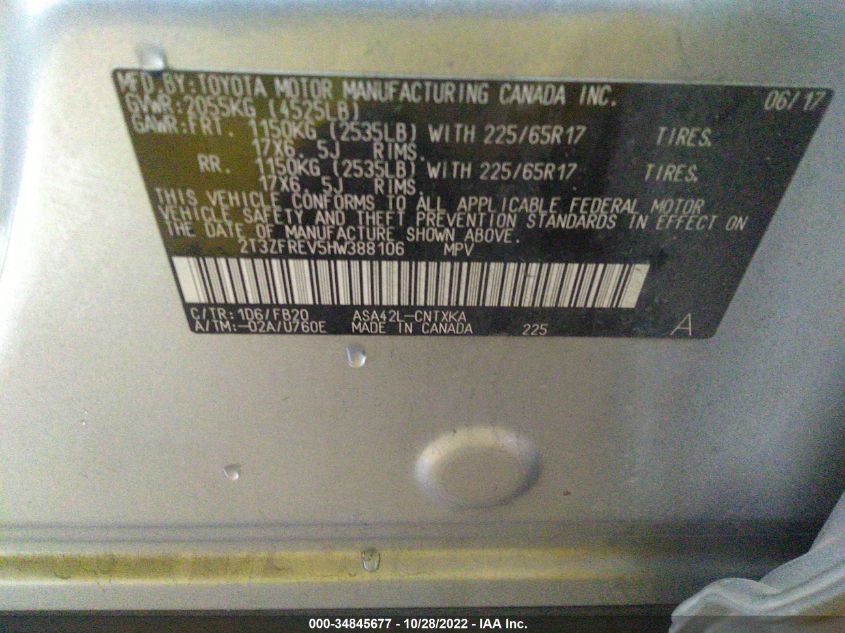 MFD. BY: TOYOTA MOTOR MANUFACTURING CANADA INC. 06/17
GVWR: 2055KG (4525LB)
GAWR: FRT. 1150KG (2535LB) WITH 225/65R17 TIRES.
17X6. 5J RIMS.
RR. 1150KG (2535LB) WITH 225/65R17 TIRES.
17X6. 5J RIMS.
THIS VEHICLE CONFORMS TO ALL APPLICABLE FEDERAL MOTOR
VEHICLE SAFETY AND THEFT PREVENTION STANDARDS IN EFFECT ON
THE DATE OF MANUFACTURE SHOWN ABOVE.
2T3ZFREV5HW388106 MPV
C/TR: 1D6/FB20 ASA42L-CNTXKA
A/TM: -02A/U760E MADE IN CANADA 225 A
000-34845677 - 10/28/2022 - IAA Inc.